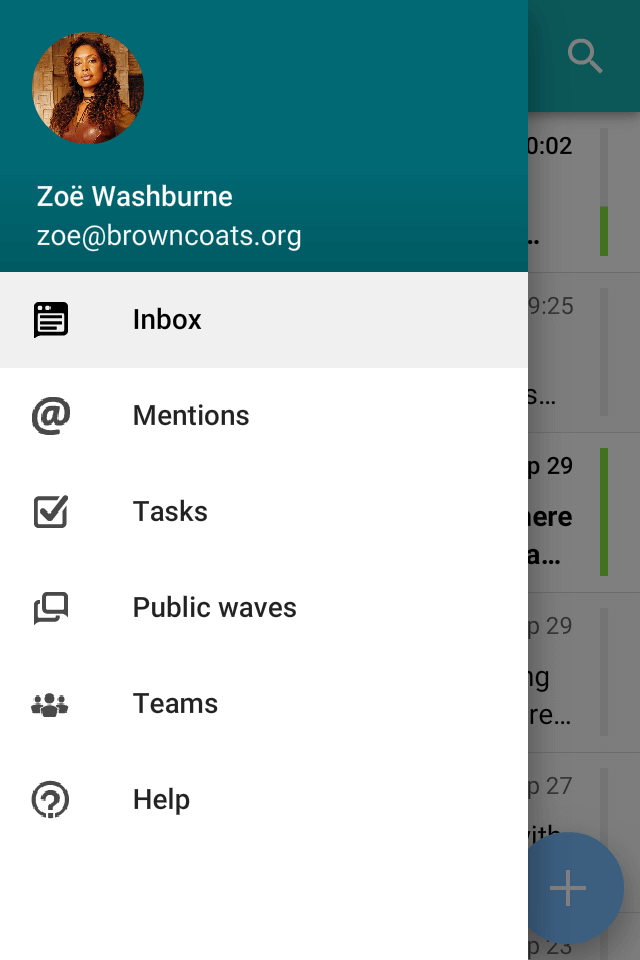 Zoë Washburne
zoe@browncoats.org
Inbox
Mentions
Tasks
Public waves
Teams
Help
0:02
..
9:25
s…
p 29
here
a…
p 29
ng
re…
p 27
with
p 23